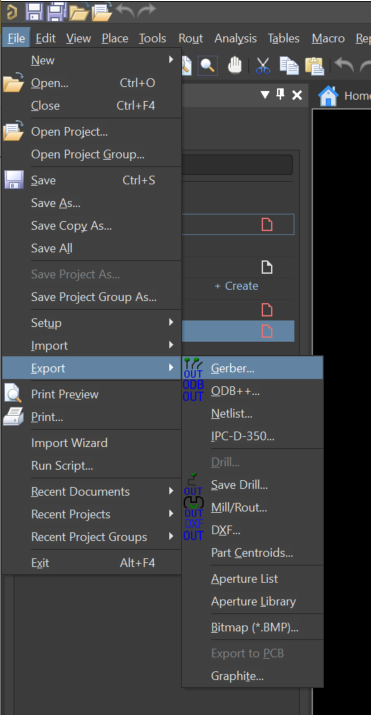 File Edit View Place Tools Rout Analysis Tables Macro Rep
New
Open... Ctrl+O
Close Ctrl+F4
Open Project...
Open Project Group...
Save Ctrl+S
Save As...
Save Copy As...
Save All
Save Project As...
Save Project Group As...
Setup
Import
Export
Print Preview
Print...
Import Wizard
Run Script...
Recent Documents
Recent Projects
Recent Project Groups
Exit Alt+F4
Home
+ Create
OUT Gerber...
ODB ODB++...
OUT Netlist...
IPC-D-350...
Drill...
Save Drill...
OUT Mill/Rout...
OUT
DXF DXF...
OUT
Part Centroids...
Aperture List
Aperture Library
Bitmap (*.BMP)...
Export to PCB
Graphite...